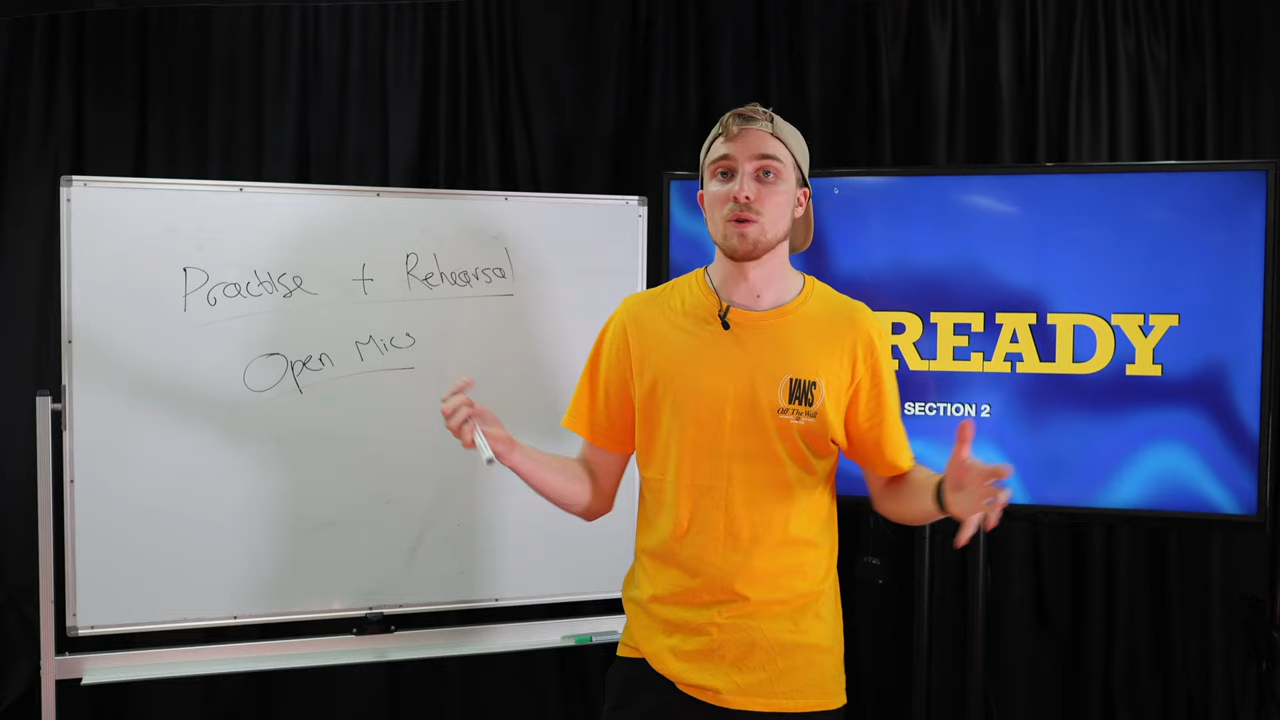 Practise + Rehearsal
Open Mics
READY
SECTION 2
VANS
Off The Wall